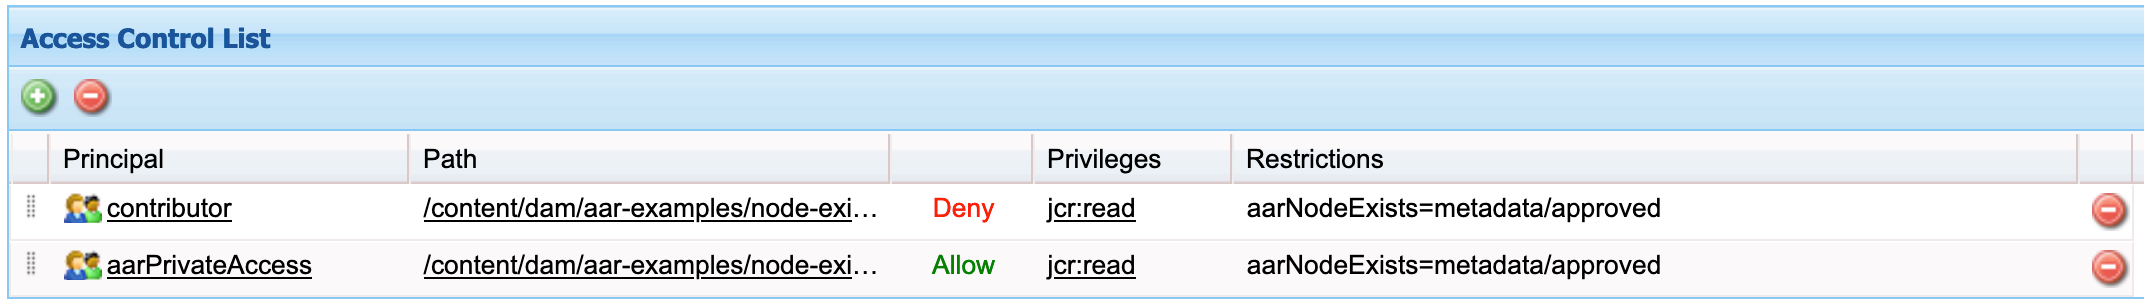 Access Control List
Principal Path Privileges Restrictions
contributor /content/dam/aar-examples/node-exi... Deny jcr:read aarNodeExists=metadata/approved
aarPrivateAccess /content/dam/aar-examples/node-exi... Allow jcr:read aarNodeExists=metadata/approved